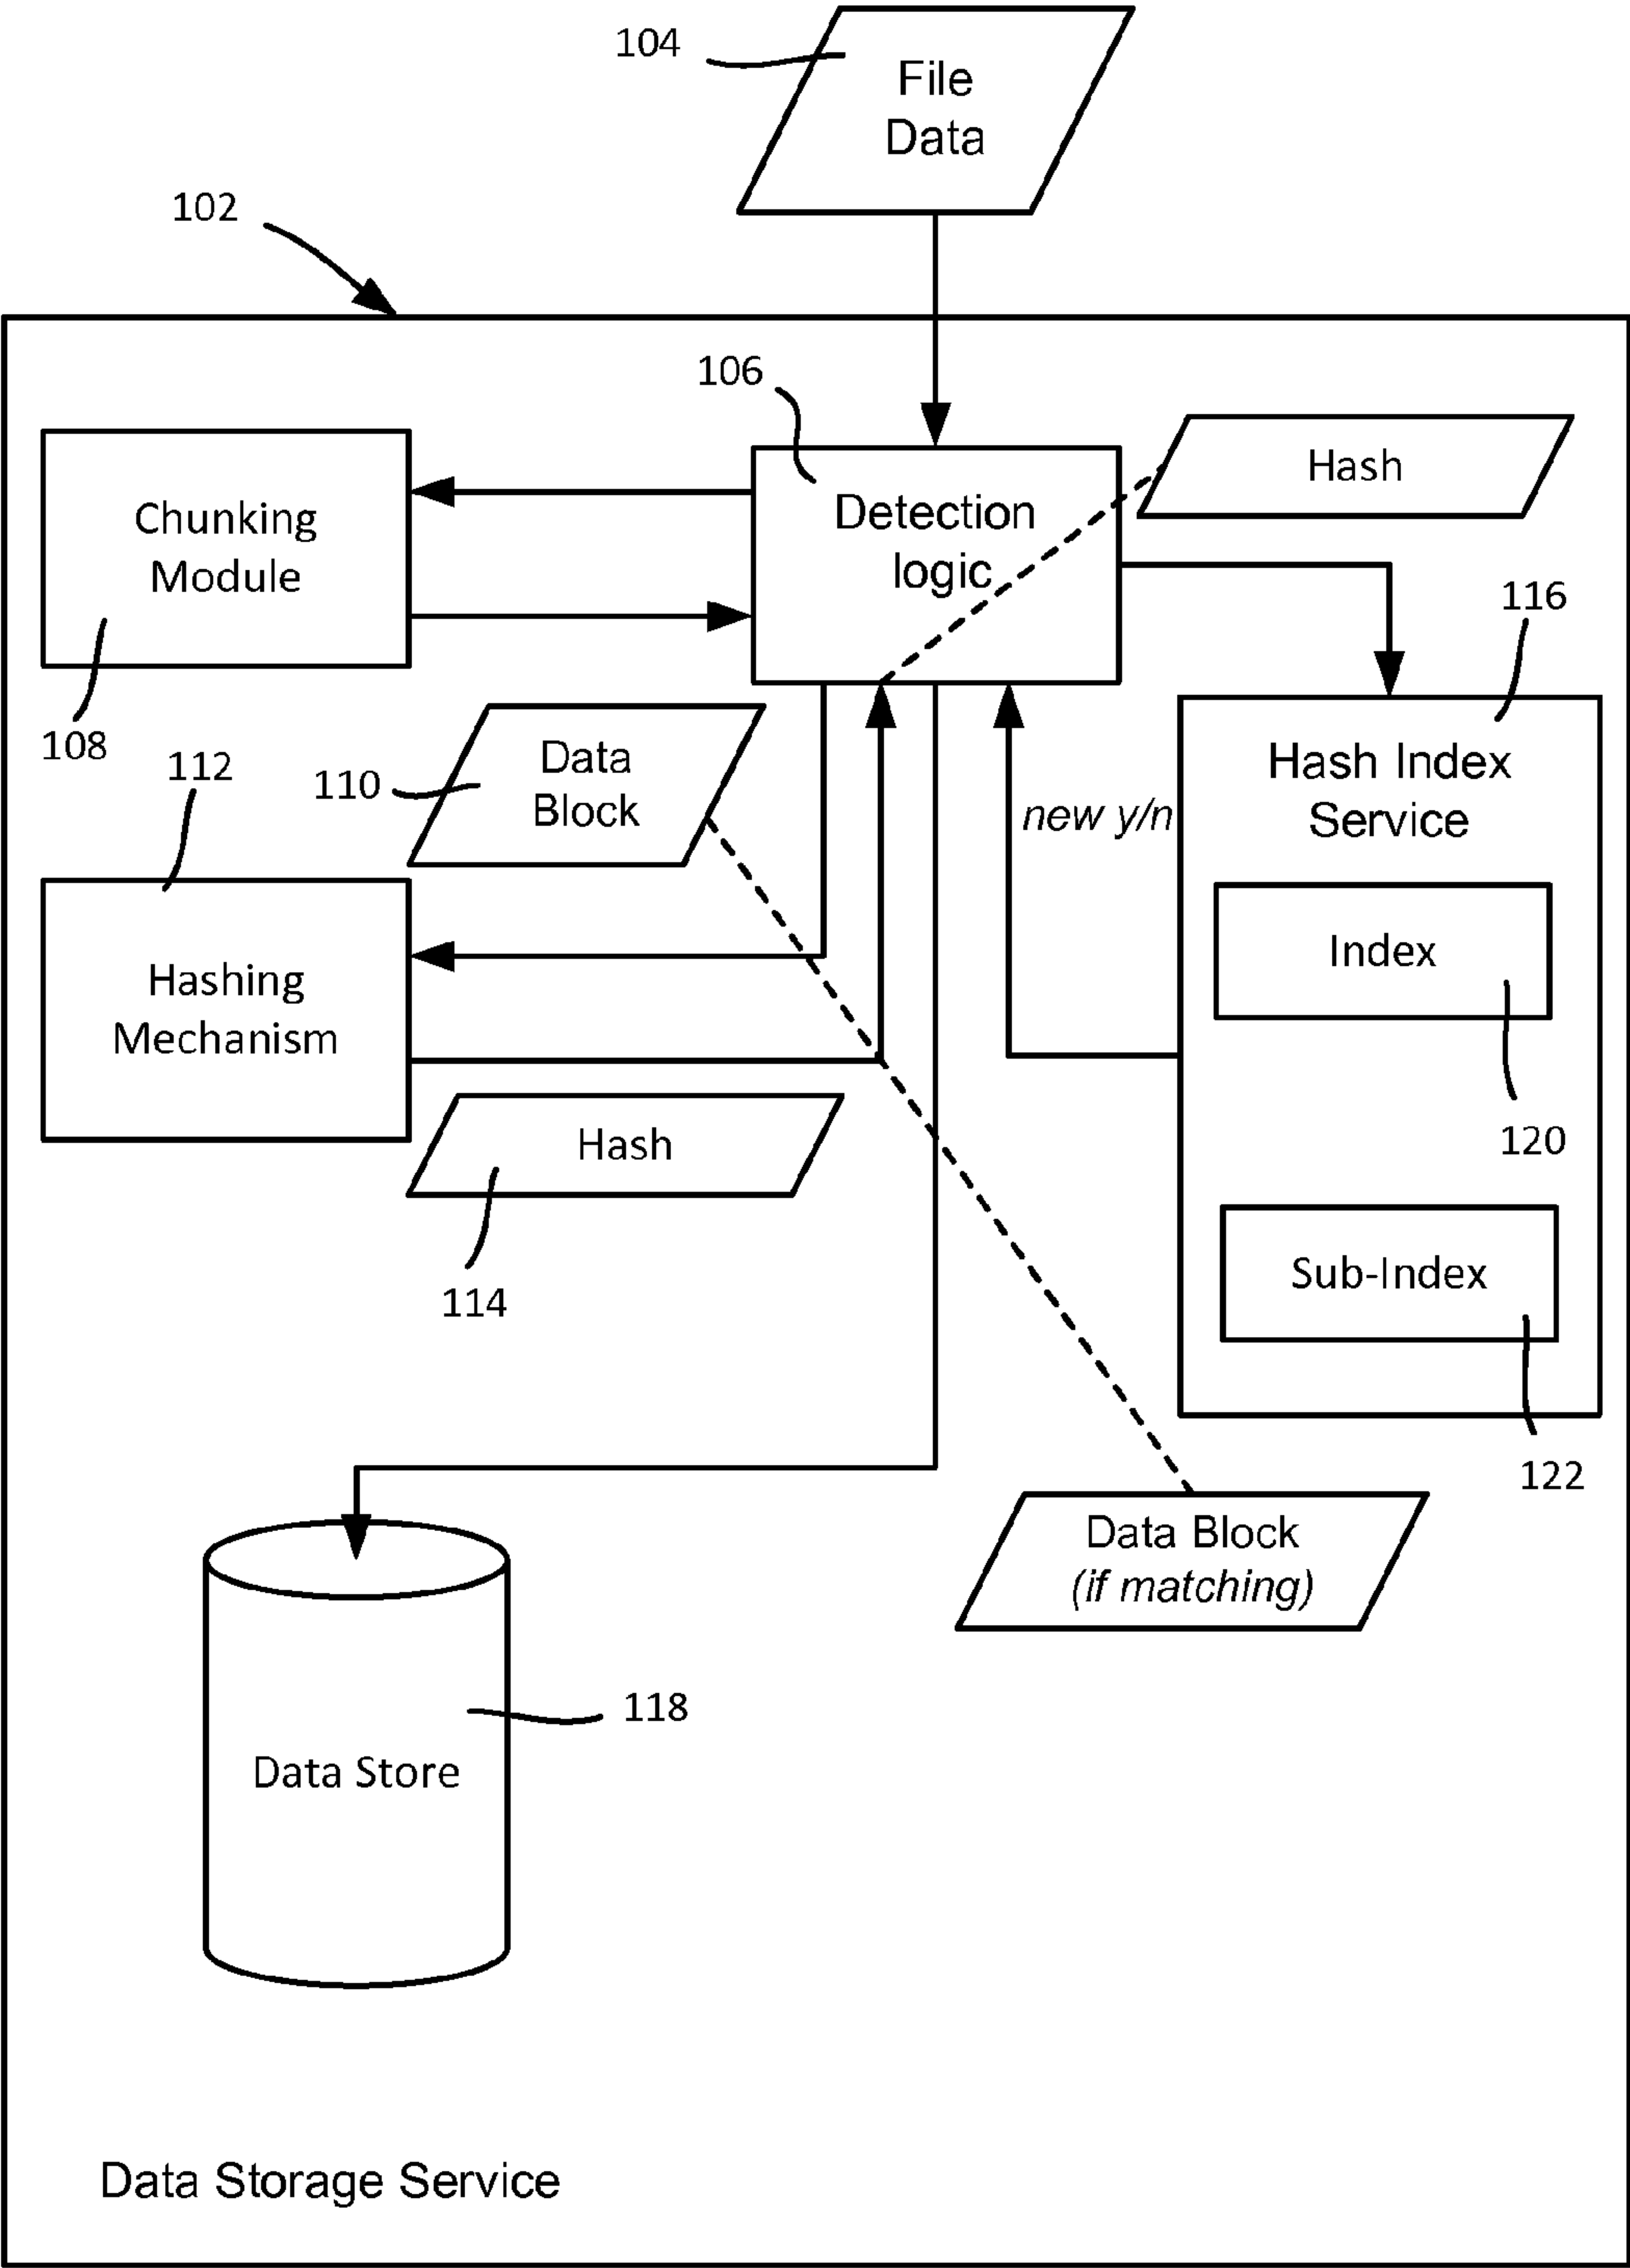 104
File
Data
102
106
Hash
Detection
logic
Chunking
Module
116
108
112
110
Data
Block
Hash Index
Service
new y/n
Index
Hashing
Mechanism
120
Hash
114
Sub-Index
122
Data Block
(if matching)
118
Data Store
Data Storage Service